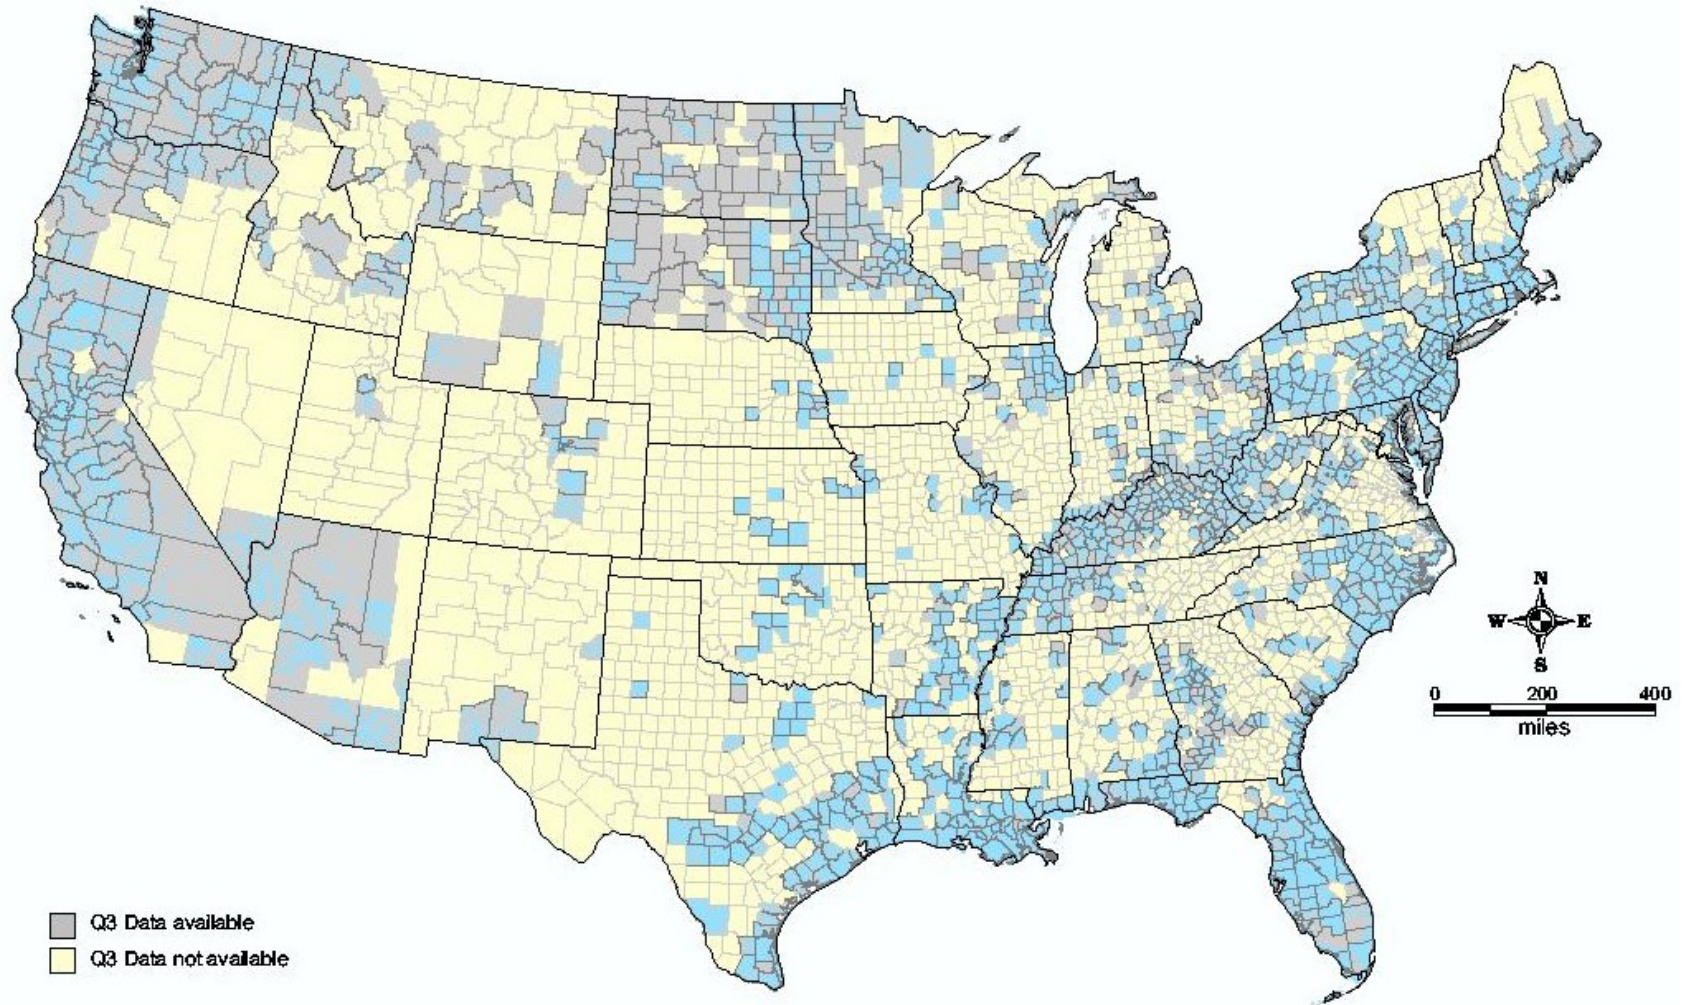 N
W E
S
0 200 400
miles
Q3 Data available
Q3 Data not available